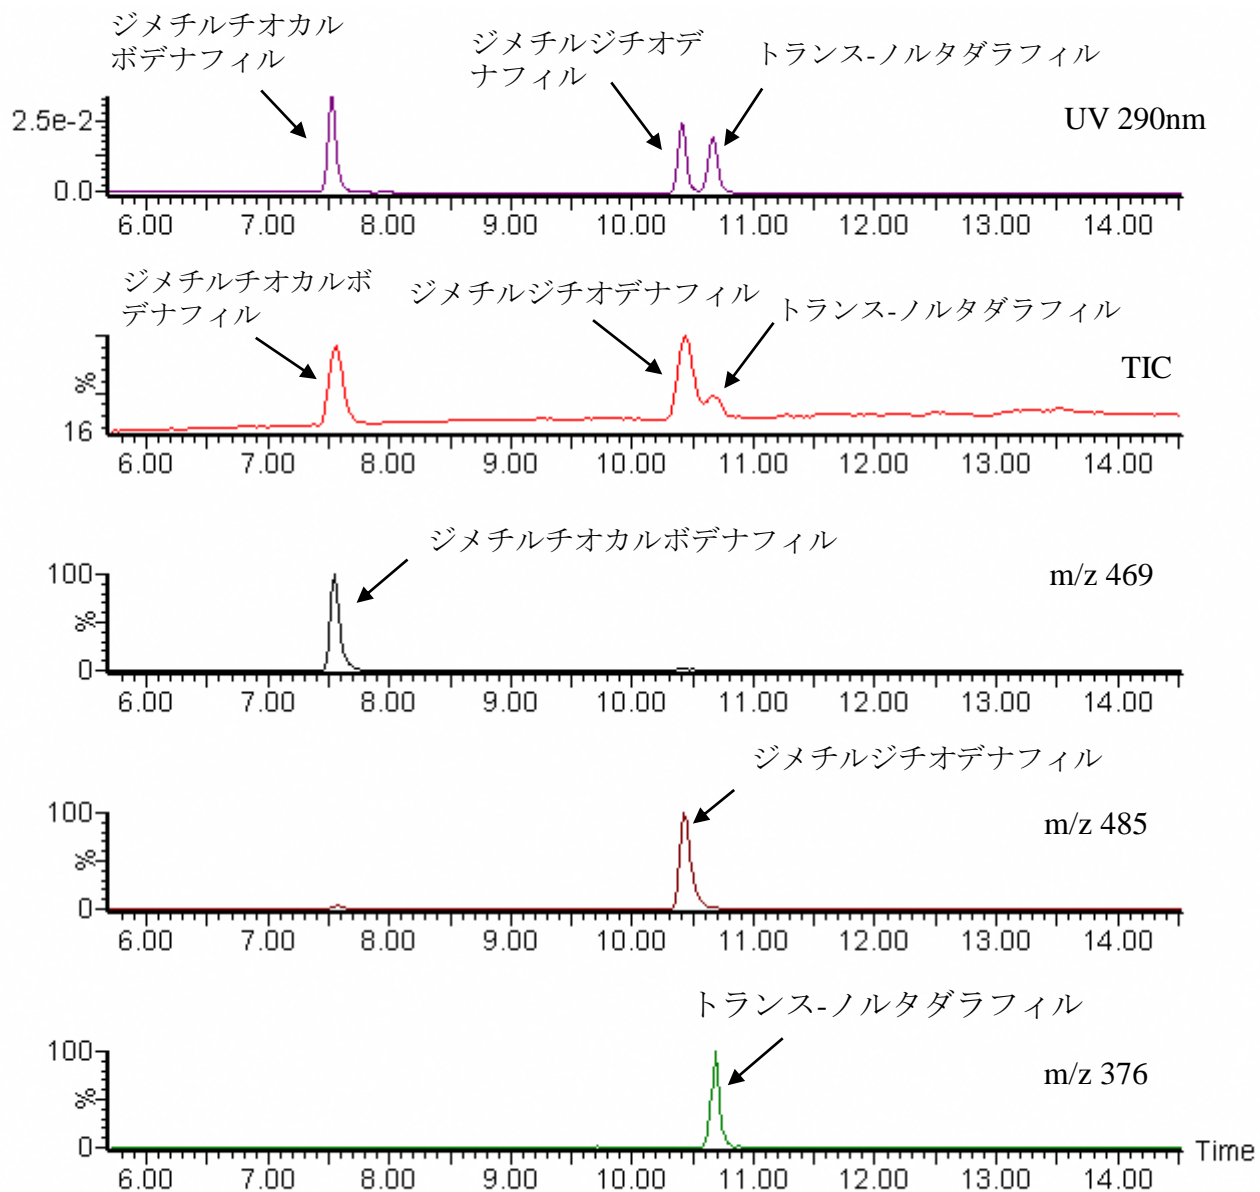 ジメチルチオカル
ボデナフィル
ジメチルジチオデ
ナフィル
トランス-ノルタダラフィル
UV 290nm
2.5e-2
0.0
6.00 7.00 8.00 9.00 10.00 11.00 12.00 13.00 14.00
ジメチルチオカルボ
デナフィル
ジメチルジチオデナフィル
トランス-ノルタダラフィル
TIC
%
16
6.00 7.00 8.00 9.00 10.00 11.00 12.00 13.00 14.00
ジメチルチオカルボデナフィル
m/z 469
100
%
0
6.00 7.00 8.00 9.00 10.00 11.00 12.00 13.00 14.00
ジメチルジチオデナフィル
m/z 485
100
%
0
6.00 7.00 8.00 9.00 10.00 11.00 12.00 13.00 14.00
トランス-ノルタダラフィル
m/z 376
100
%
0
Time
6.00 7.00 8.00 9.00 10.00 11.00 12.00 13.00 14.00